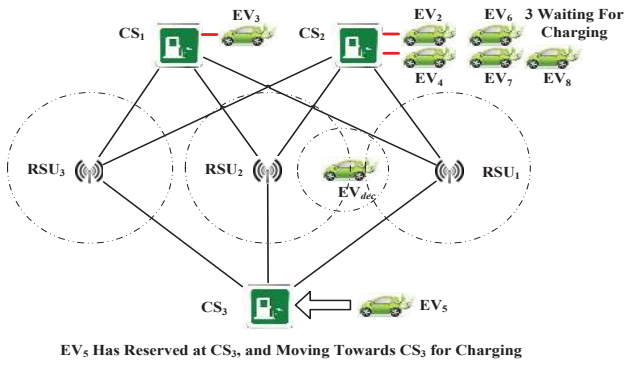 EV3
EV2
EV6
3 Waiting For
Charging
CS1
CS2
EV4
EV7
EV8
RSU3
RSU2
RSU1
EVdec
CS3
EV5
EV5 Has Reserved at CS3, and Moving Towards CS3 for Charging